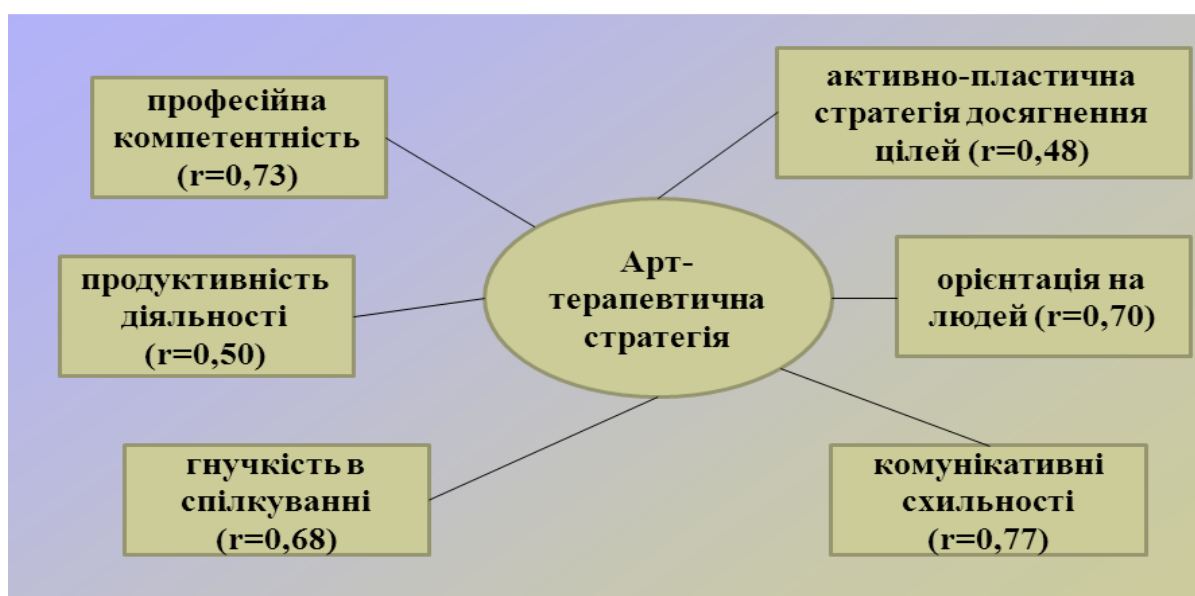 професійна
компетентність
(r=0,73)
активно-пластична
стратегія досягнення
цілей (r=0,48)
продуктивність
діяльності
(r=0,50)
Арт-
терапевтична
стратегія
орієнтація на
людей (r=0,70)
гнучкість в
спілкуванні
(r=0,68)
комунікативні
схильності
(r=0,77)